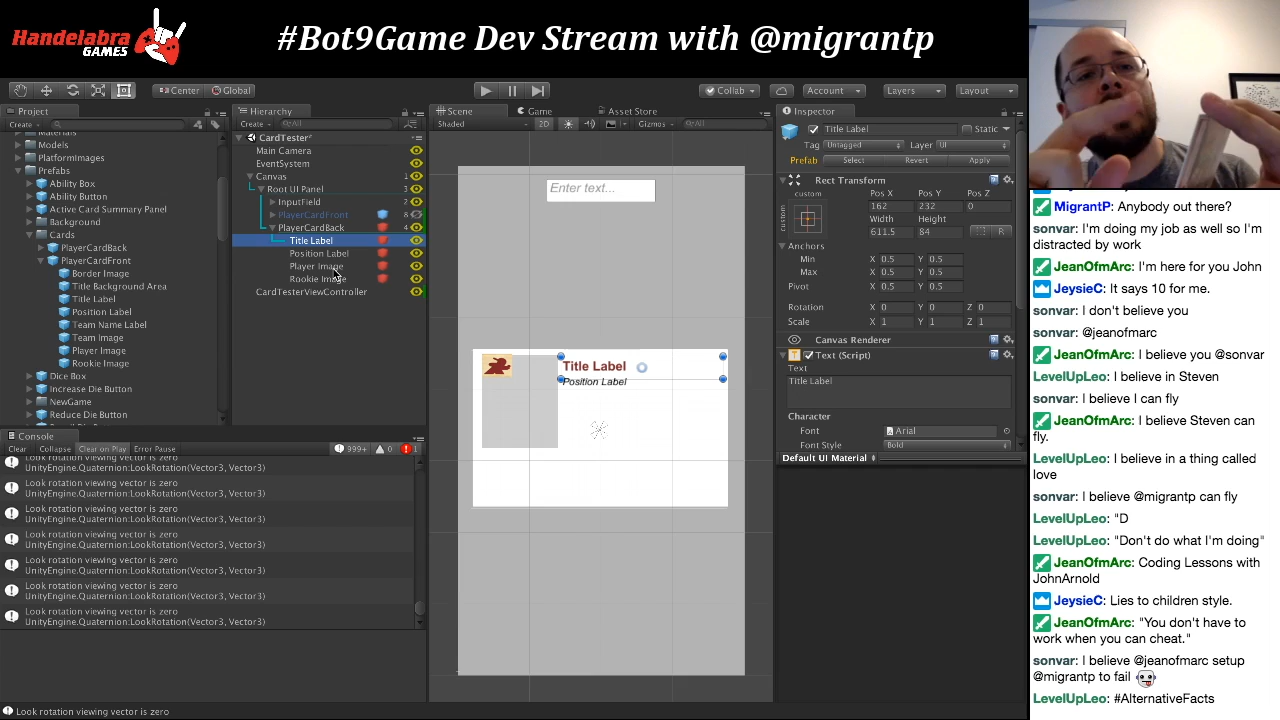 Handelabra
GAMES
#Bot9Game Dev Stream with @migrantp
Center
Global
Collab
Account
Layers
Layout
Project
Create
Materials
Models
PlatformImages
Prefabs
Ability Box
Ability Button
Active Card Summary Panel
Background
Cards
PlayerCardBack
PlayerCardFront
Border Image
Title Background Area
Title Label
Position Label
Team Name Label
Team Image
Player Image
Rookie Image
Dice Box
Increase Die Button
NewGame
Reduce Die Button
Hierarchy
Create
All
CardTester*
Main Camera
EventSystem
Canvas 1
Root UI Panel 3
InputField 2
PlayerCardFront 8
PlayerCardBack 4
Title Label
Position Label
Player Image
Rookie Image
CardTesterViewController
Scene
Game
Asset Store
Shaded
2D
Gizmos
All
Enter text...
Title Label
Position Label
Inspector
Title Label
Static
Tag Untagged Layer UI
Prefab Select Revert Apply
Rect Transform
custom
custom
Pos X Pos Y Pos Z
162 232 0
Width Height
611.5 84
R
Anchors
Min X 0.5 Y 0.5
Max X 0.5 Y 0.5
Pivot X 0.5 Y 0.5
Rotation X 0 Y 0 Z 0
Scale X 1 Y 1 Z 1
Canvas Renderer
Text (Script)
Text
Title Label
Character
Font Arial
Font Style Bold
Default UI Material
Console
Clear Collapse Clear on Play Error Pause 999+ 0 1
Look rotation viewing vector is zero
UnityEngine.Quaternion:LookRotation(Vector3, Vector3)
Look rotation viewing vector is zero
UnityEngine.Quaternion:LookRotation(Vector3, Vector3)
Look rotation viewing vector is zero
UnityEngine.Quaternion:LookRotation(Vector3, Vector3)
Look rotation viewing vector is zero
UnityEngine.Quaternion:LookRotation(Vector3, Vector3)
Look rotation viewing vector is zero
UnityEngine.Quaternion:LookRotation(Vector3, Vector3)
Look rotation viewing vector is zero
UnityEngine.Quaternion:LookRotation(Vector3, Vector3)
Look rotation viewing vector is zero
UnityEngine.Quaternion:LookRotation(Vector3, Vector3)
Look rotation viewing vector is zero
MigrantP: Anybody out there?
sonvar: I'm doing my job as well so I'm
distracted by work
JeanOfmArc: I'm here for you John
JeysieC: It says 10 for me.
sonvar: I don't believe you
sonvar: @jeanofmarc
JeanOfmArc: I believe you @sonvar
LevelUpLeo: I believe in Steven
sonvar: I believe I can fly
JeanOfmArc: I believe Steven can
fly.
LevelUpLeo: I believe in a thing called
love
sonvar: I believe @migrantp can fly
LevelUpLeo: "D
LevelUpLeo: "Don't do what I'm doing"
JeanOfmArc: Coding Lessons with
JohnArnold
JeysieC: Lies to children style.
JeanOfmArc: "You don't have to
work when you can cheat."
sonvar: I believe @jeanofmarc setup
@migrantp to fail
LevelUpLeo: #AlternativeFacts